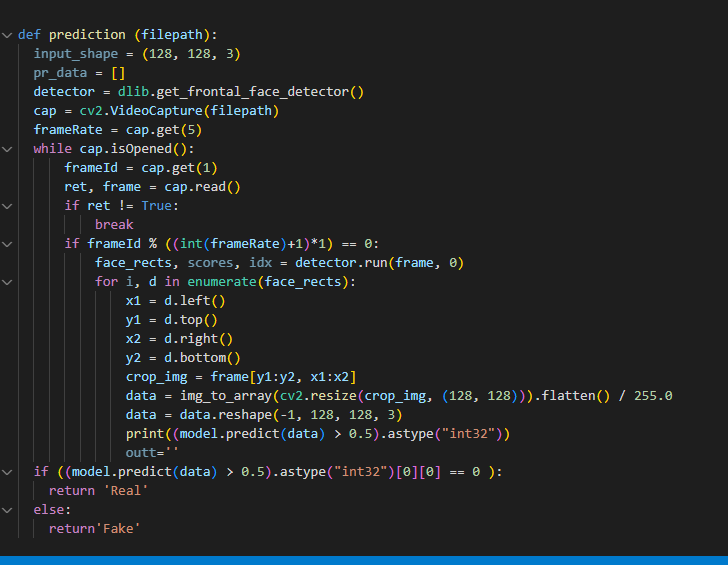 def prediction (filepath):
    input_shape = (128, 128, 3)
    pr_data = []
    detector = dlib.get_frontal_face_detector()
    cap = cv2.VideoCapture(filepath)
    frameRate = cap.get(5)
    while cap.isOpened():
        frameId = cap.get(1)
        ret, frame = cap.read()
        if ret != True:
            break
        if frameId % ((int(frameRate)+1)*1) == 0:
            face_rects, scores, idx = detector.run(frame, 0)
            for i, d in enumerate(face_rects):
                x1 = d.left()
                y1 = d.top()
                x2 = d.right()
                y2 = d.bottom()
                crop_img = frame[y1:y2, x1:x2]
                data = img_to_array(cv2.resize(crop_img, (128, 128))).flatten() / 255.0
                data = data.reshape(-1, 128, 128, 3)
                print((model.predict(data) > 0.5).astype("int32"))
                outt=''
    if ((model.predict(data) > 0.5).astype("int32")[0][0] == 0 ):
      return 'Real'
    else:
      return'Fake'